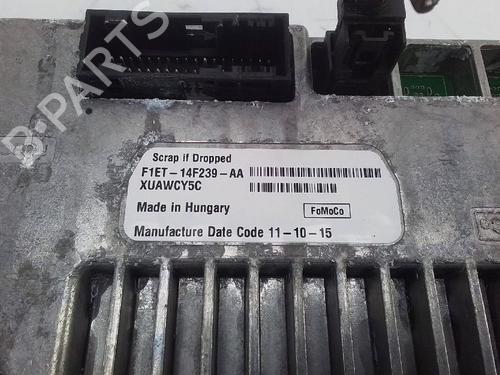 B-PARTS
Scrap if Dropped
F1ET-14F239-AA
XUAWCY5C
Made in Hungary
FoMoCo
Manufacture Date Code 11-10-15